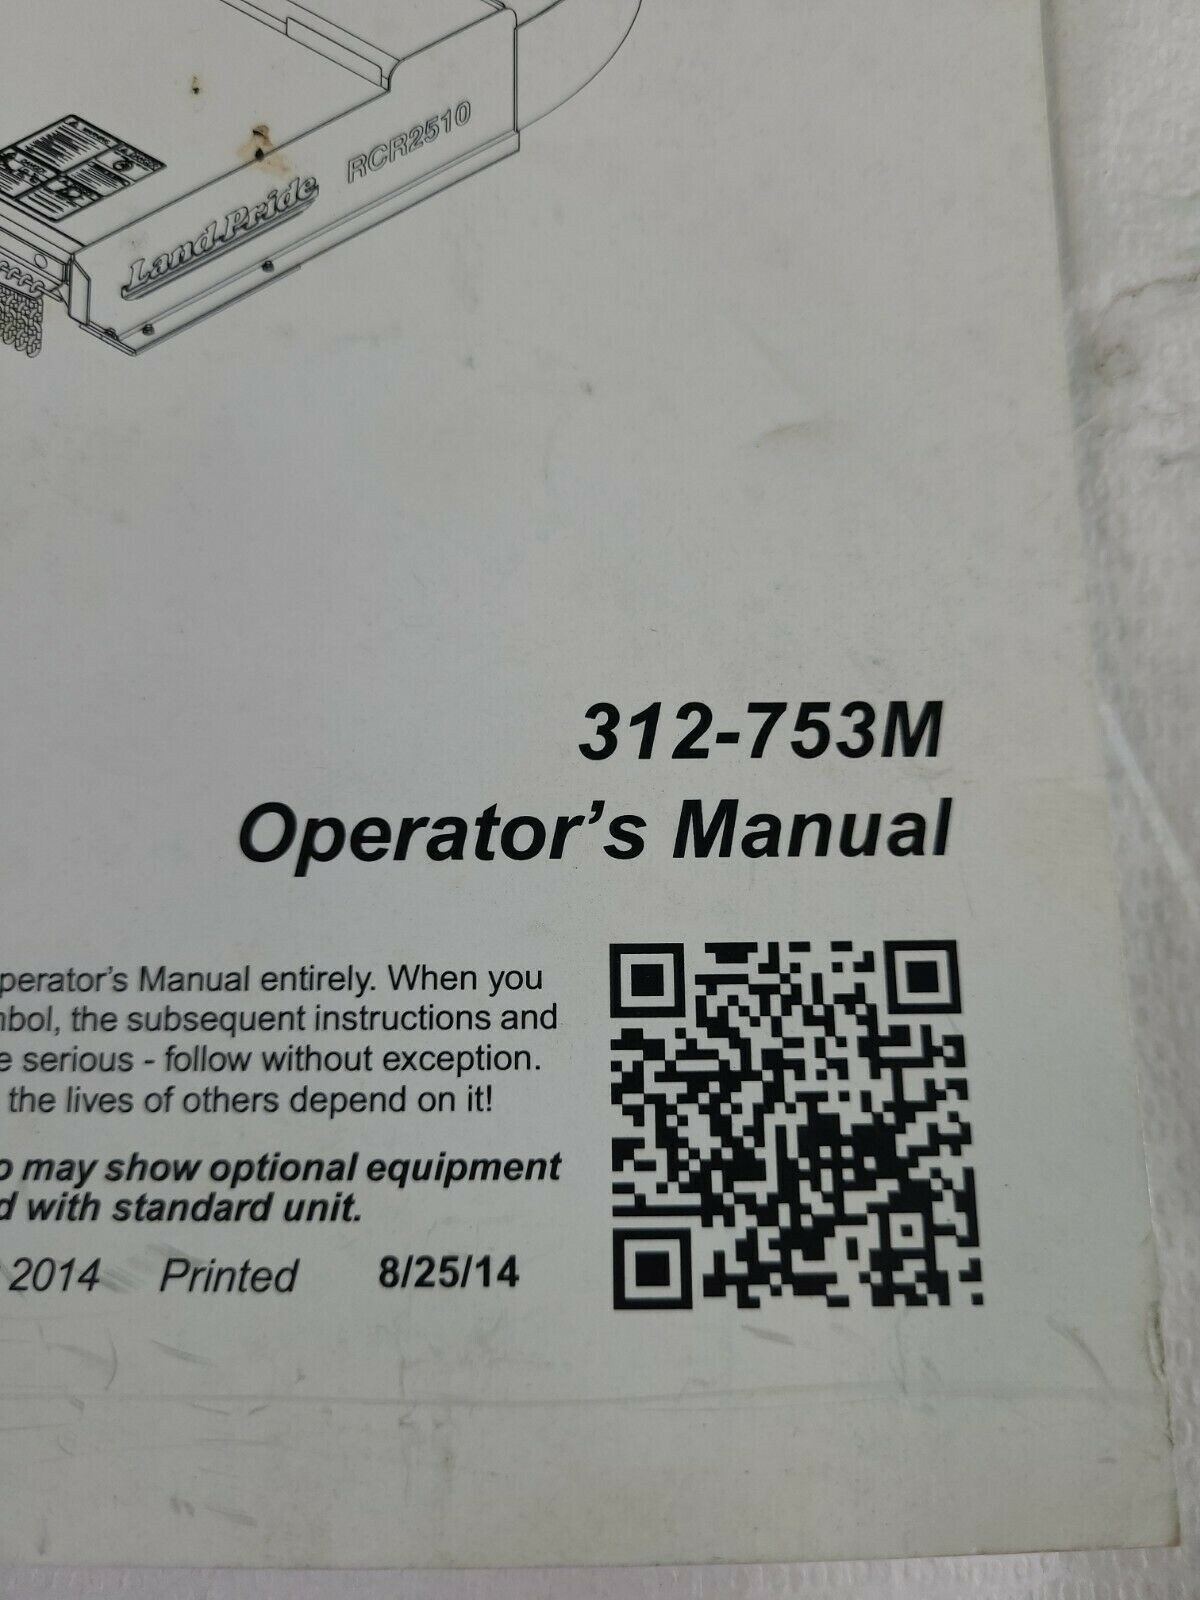 RCR2510
Land Pride
312-753M
Operator's Manual
perator's Manual entirely. When you
nbol, the subsequent instructions and
e serious - follow without exception.
the lives of others depend on it!
o may show optional equipment
d with standard unit.
2014 Printed 8/25/14